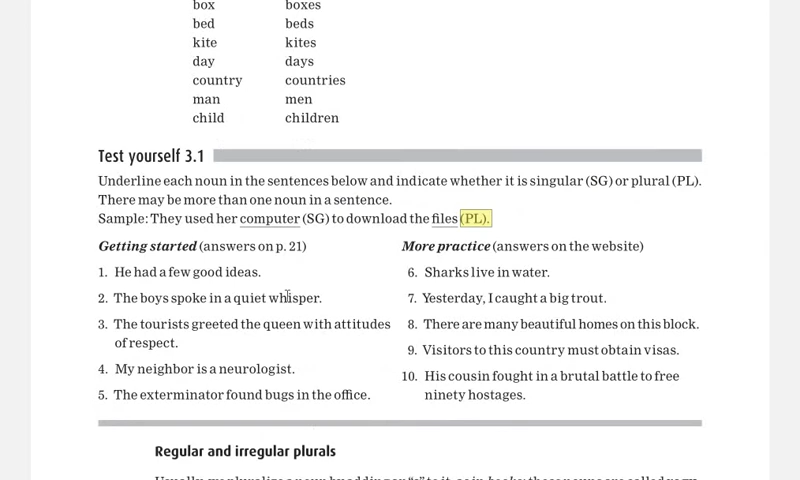 box boxes
bed beds
kite kites
day days
country countries
man men
child children
Test yourself 3.1
Underline each noun in the sentences below and indicate whether it is singular (SG) or plural (PL).
There may be more than one noun in a sentence.
Sample: They used her computer (SG) to download the files (PL).
Getting started (answers on p. 21)
1. He had a few good ideas.
2. The boys spoke in a quiet whisper.
3. The tourists greeted the queen with attitudes
of respect.
4. My neighbor is a neurologist.
5. The exterminator found bugs in the office.
More practice (answers on the website)
6. Sharks live in water.
7. Yesterday, I caught a big trout.
8. There are many beautiful homes on this block.
9. Visitors to this country must obtain visas.
10. His cousin fought in a brutal battle to free
ninety hostages.
Regular and irregular plurals